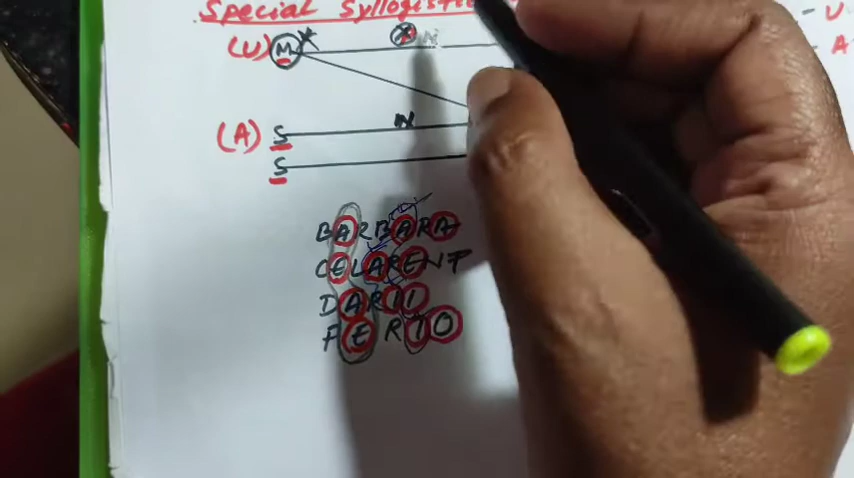 Special Syllogistic
(U) M
- U
- A
(A) S
S
BARBARA
CELARENT
DARII
FERIO